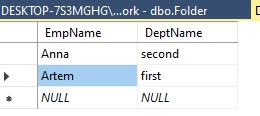 DESKTOP-7S3MGHG\...ork - dbo.Folder
EmpName DeptName
Anna second
Artem first
NULL NULL